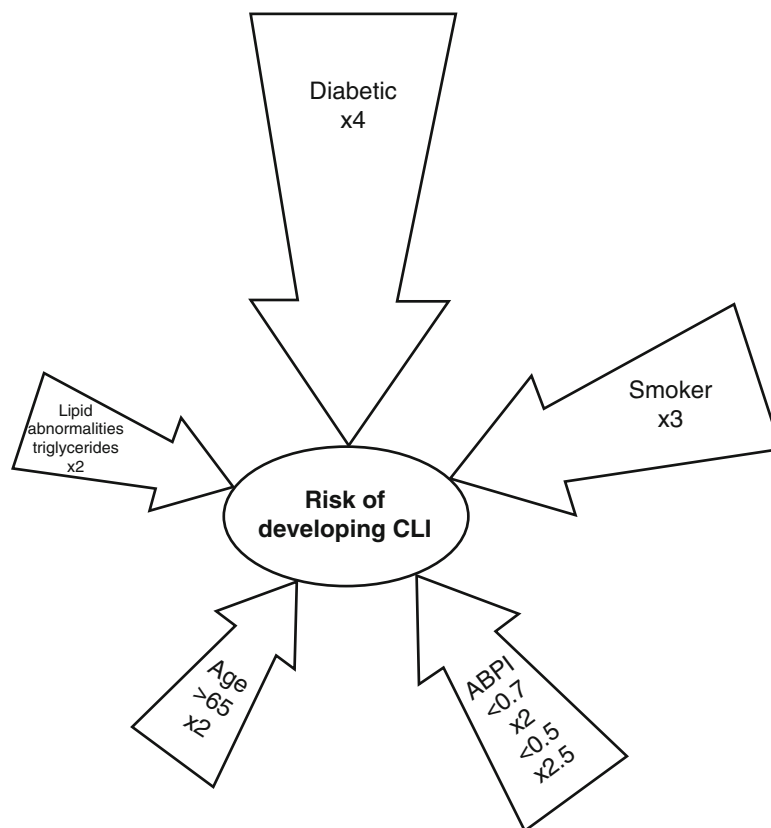 Diabetic
x4
Smoker
x3
Lipid
abnormalities
triglycerides
x2
Risk of
developing CLI
Age
>65
x2
ABPI
<0.7
x2
<0.5
x2.5